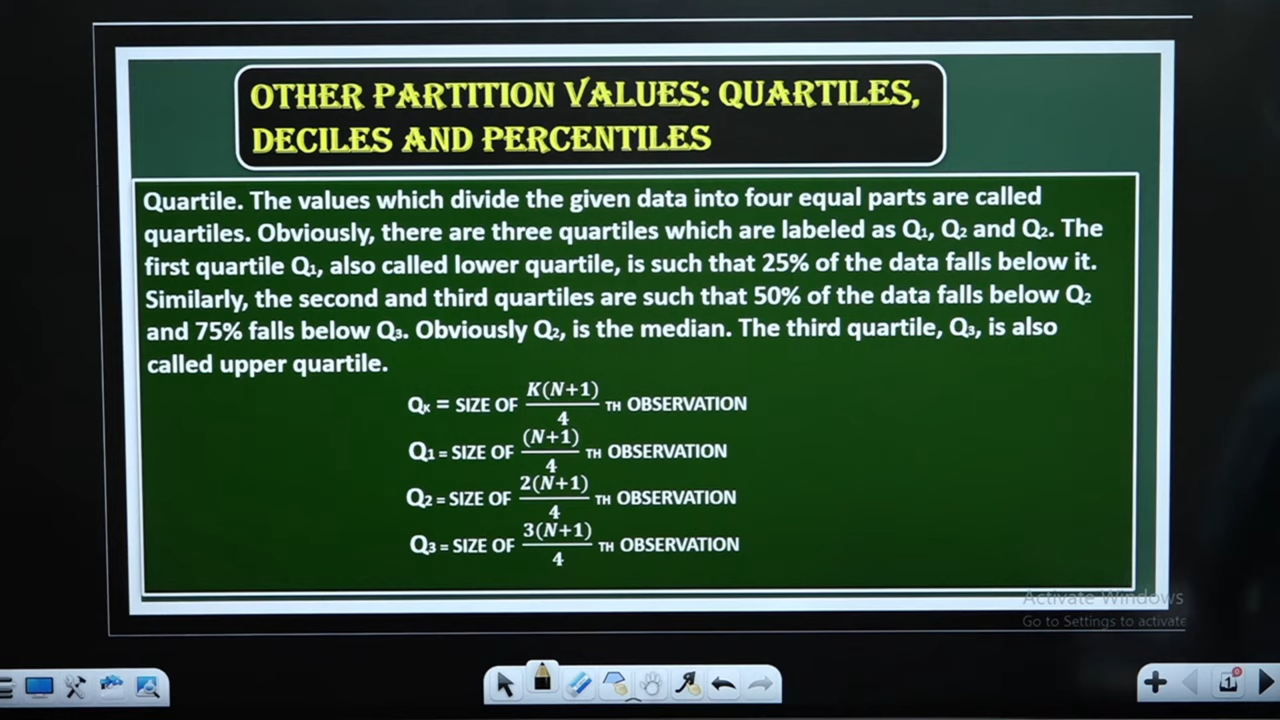 OTHER PARTITION VALUES: QUARTILES,
DECILES AND PERCENTILES
Quartile. The values which divide the given data into four equal parts are called
quartiles. Obviously, there are three quartiles which are labeled as Q₁, Q₂ and Q₂. The
first quartile Q₁, also called lower quartile, is such that 25% of the data falls below it.
Similarly, the second and third quartiles are such that 50% of the data falls below Q₂
and 75% falls below Q₃. Obviously Q₂, is the median. The third quartile, Q₃, is also
called upper quartile.
Qₖ = SIZE OF K(N+1)/4 TH OBSERVATION
Q₁ = SIZE OF (N+1)/4 TH OBSERVATION
Q₂ = SIZE OF 2(N+1)/4 TH OBSERVATION
Q₃ = SIZE OF 3(N+1)/4 TH OBSERVATION
Activate Windows
Go to Settings to activate
1